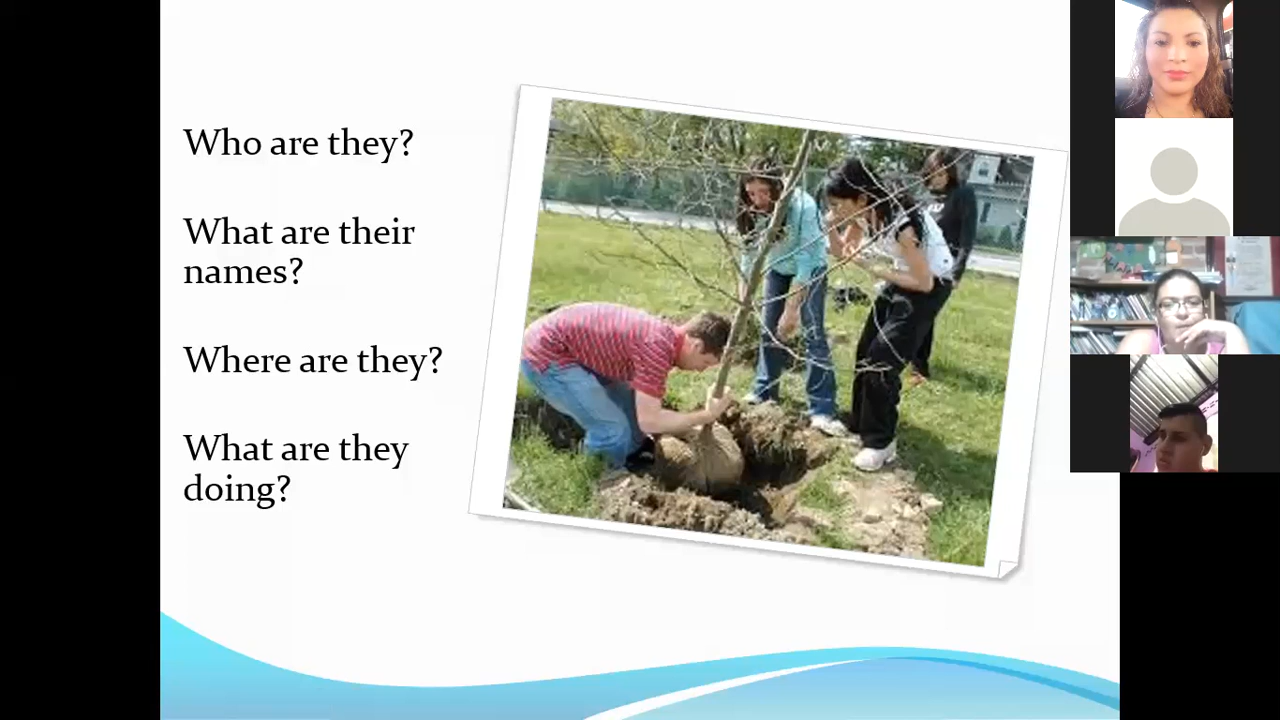 Who are they?
What are their
names?
Where are they?
What are they
doing?